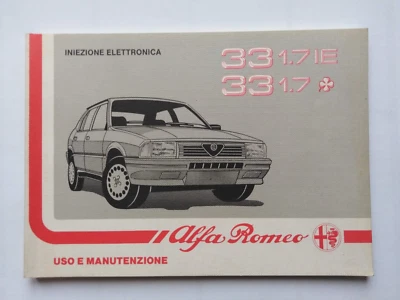 INIEZIONE ELETTRONICA
33 1.7 IE
33 1.7
Alfa Romeo
USO E MANUTENZIONE